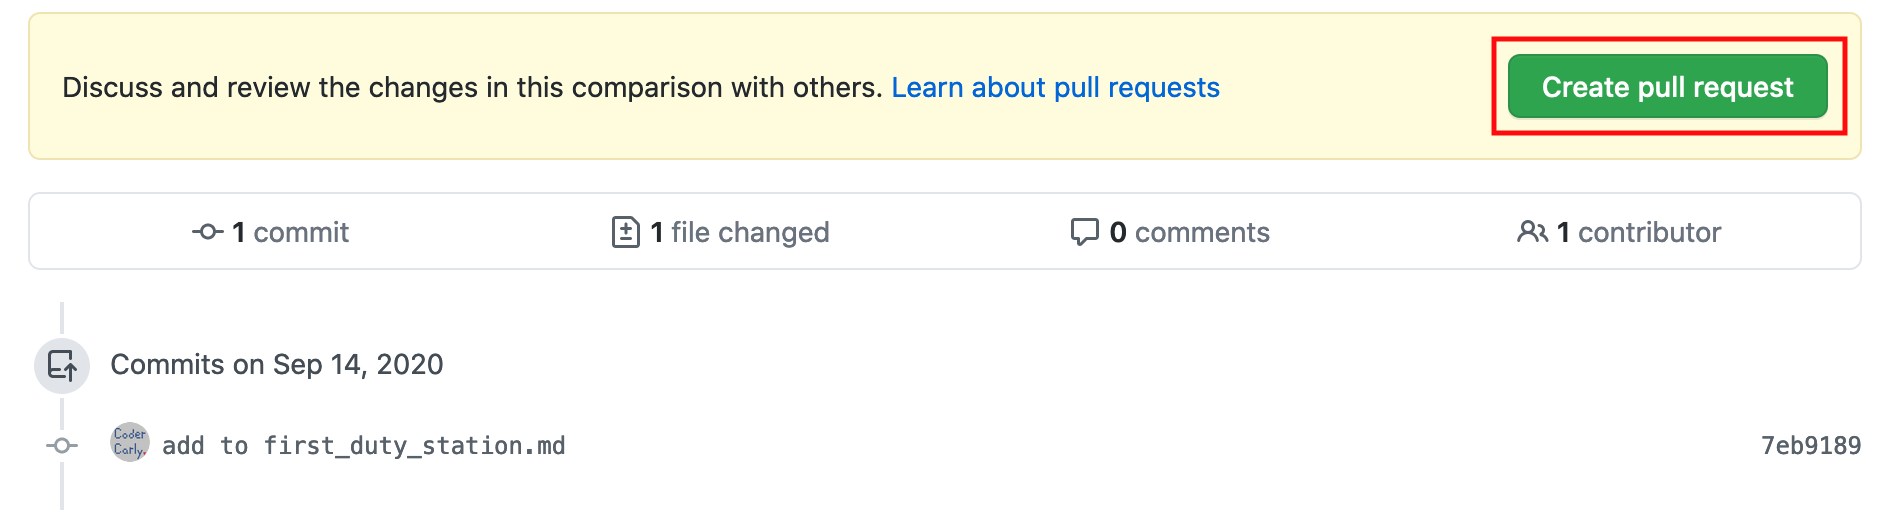 Discuss and review the changes in this comparison with others. Learn about pull requests
Create pull request
1 commit
1 file changed
0 comments
1 contributor
Commits on Sep 14, 2020
Coder
Carly.
add to first_duty_station.md
7eb9189